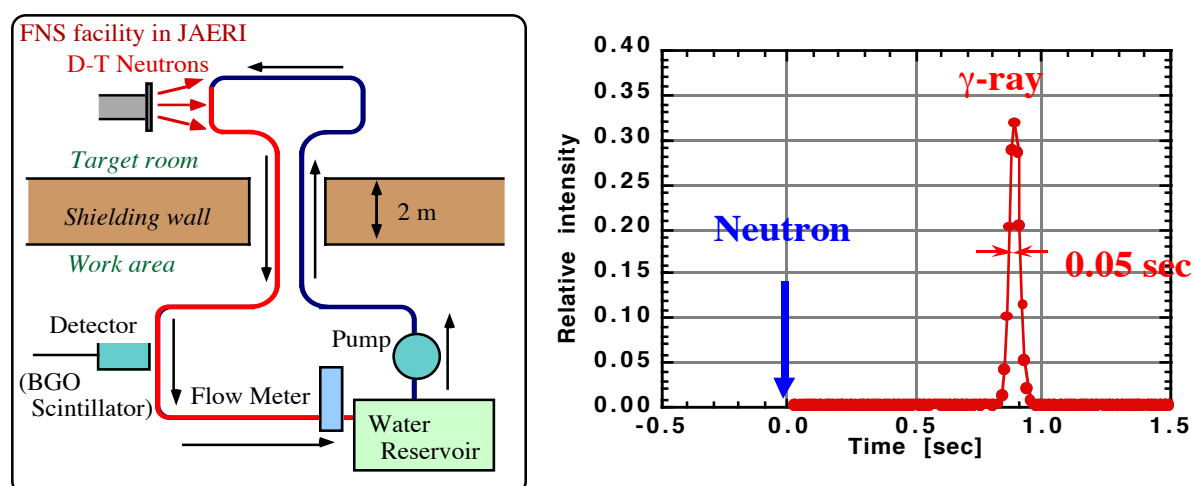 FNS facility in JAERI
D-T Neutrons
Target room
Shielding wall
2 m
Work area
Detector
(BGO
Scintillator)
Flow Meter
Pump
Water
Reservoir
0.40
0.35
0.30
0.25
0.20
0.15
0.10
0.05
0.00
Relative intensity
γ-ray
Neutron
0.05 sec
-0.5
0.0
0.5
1.0
1.5
Time [sec]